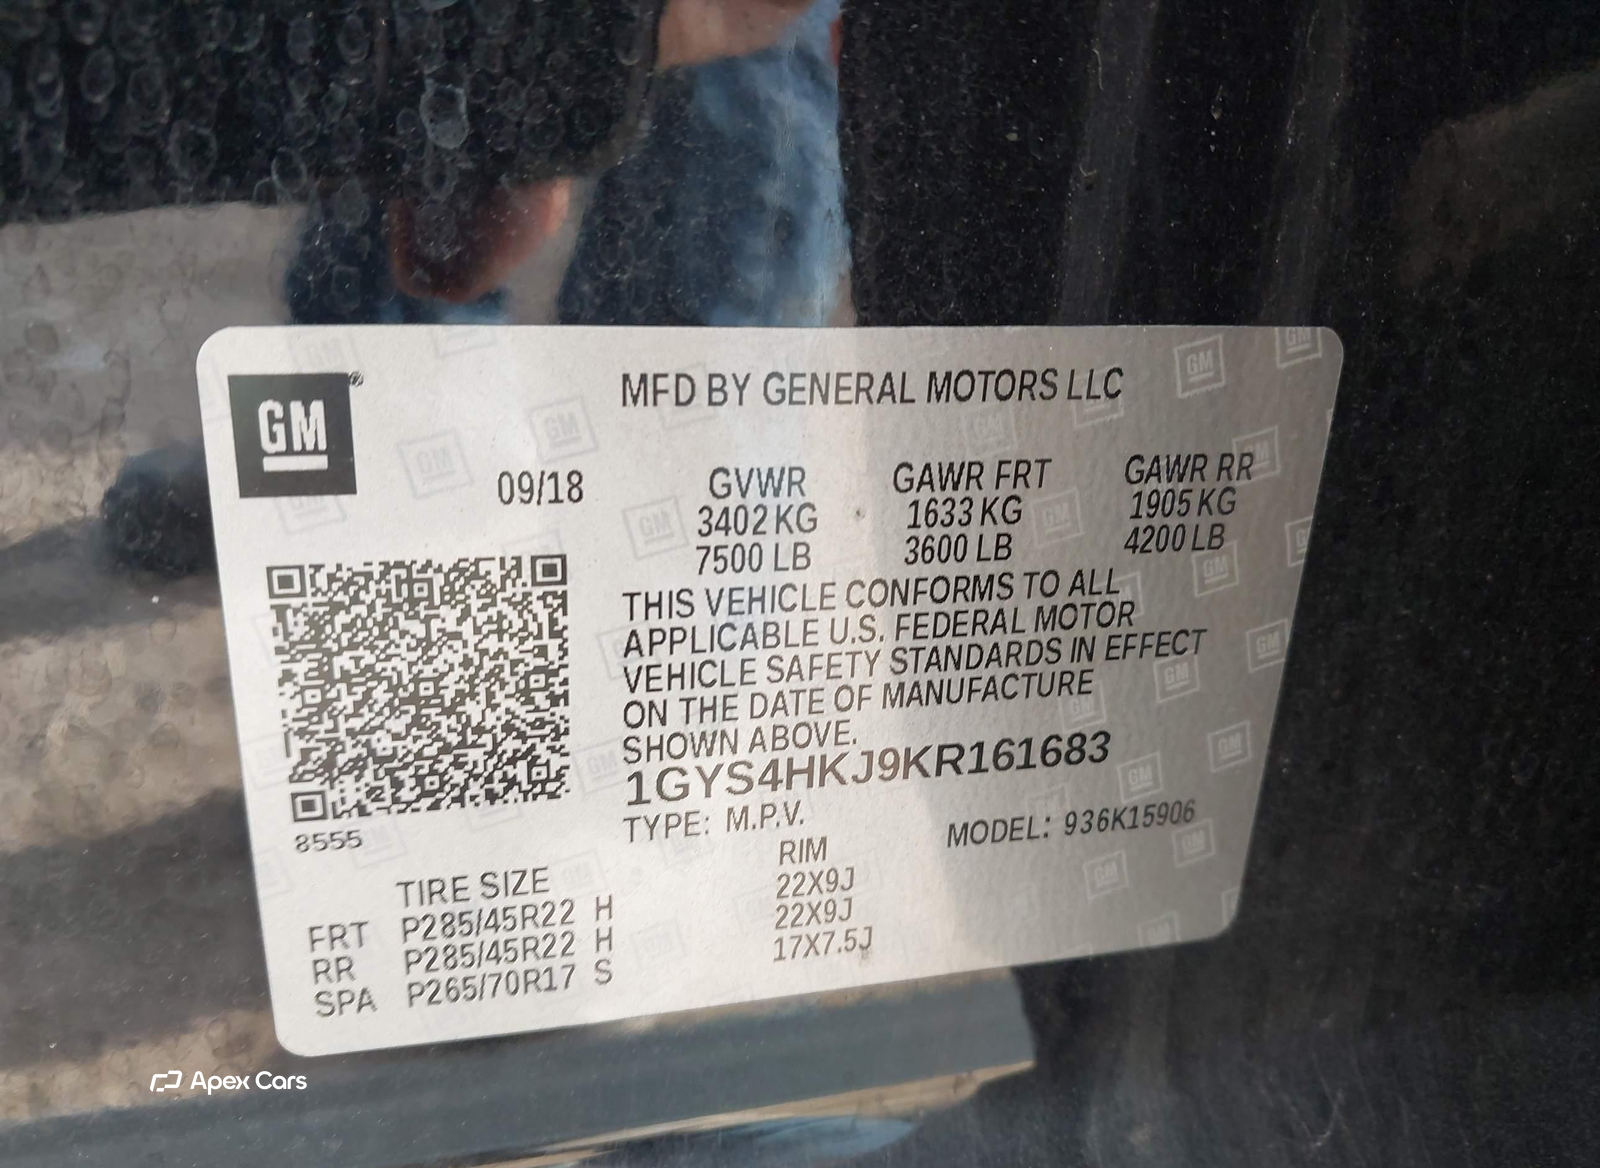 GM
MFD BY GENERAL MOTORS LLC
09/18
GVWR GAWR FRT GAWR RR
3402 KG 1633 KG 1905 KG
7500 LB 3600 LB 4200 LB
THIS VEHICLE CONFORMS TO ALL
APPLICABLE U.S. FEDERAL MOTOR
VEHICLE SAFETY STANDARDS IN EFFECT
ON THE DATE OF MANUFACTURE
SHOWN ABOVE.
1GYS4HKJ9KR161683
8555
TYPE: M.P.V. MODEL: 936K15906
TIRE SIZE RIM
FRT P285/45R22 H 22X9J
RR P285/45R22 H 22X9J
SPA P265/70R17 S 17X7.5J
Apex Cars